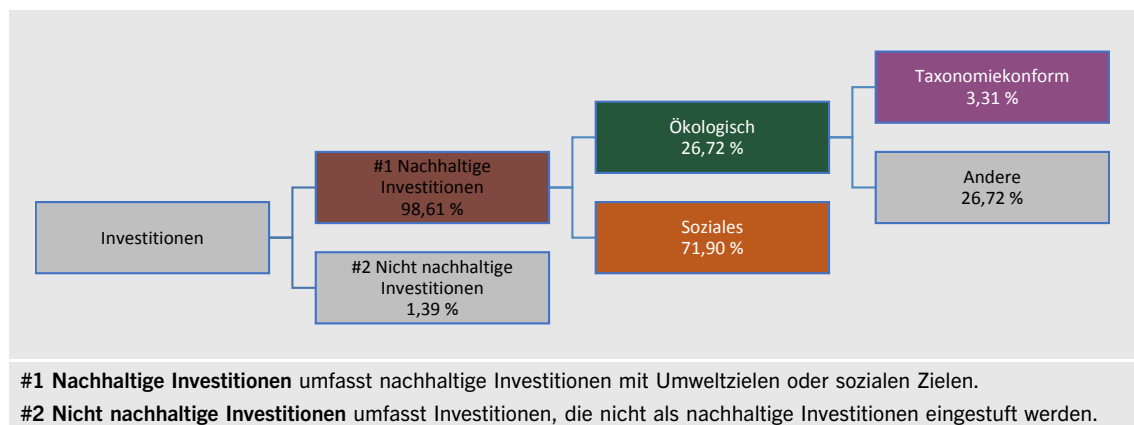 Investitionen
#1 Nachhaltige
Investitionen
98,61 %
#2 Nicht nachhaltige
Investitionen
1,39 %
Ökologisch
26,72 %
Soziales
71,90 %
Taxonomiekonform
3,31 %
Andere
26,72 %
#1 Nachhaltige Investitionen umfasst nachhaltige Investitionen mit Umweltzielen oder sozialen Zielen.
#2 Nicht nachhaltige Investitionen umfasst Investitionen, die nicht als nachhaltige Investitionen eingestuft werden.